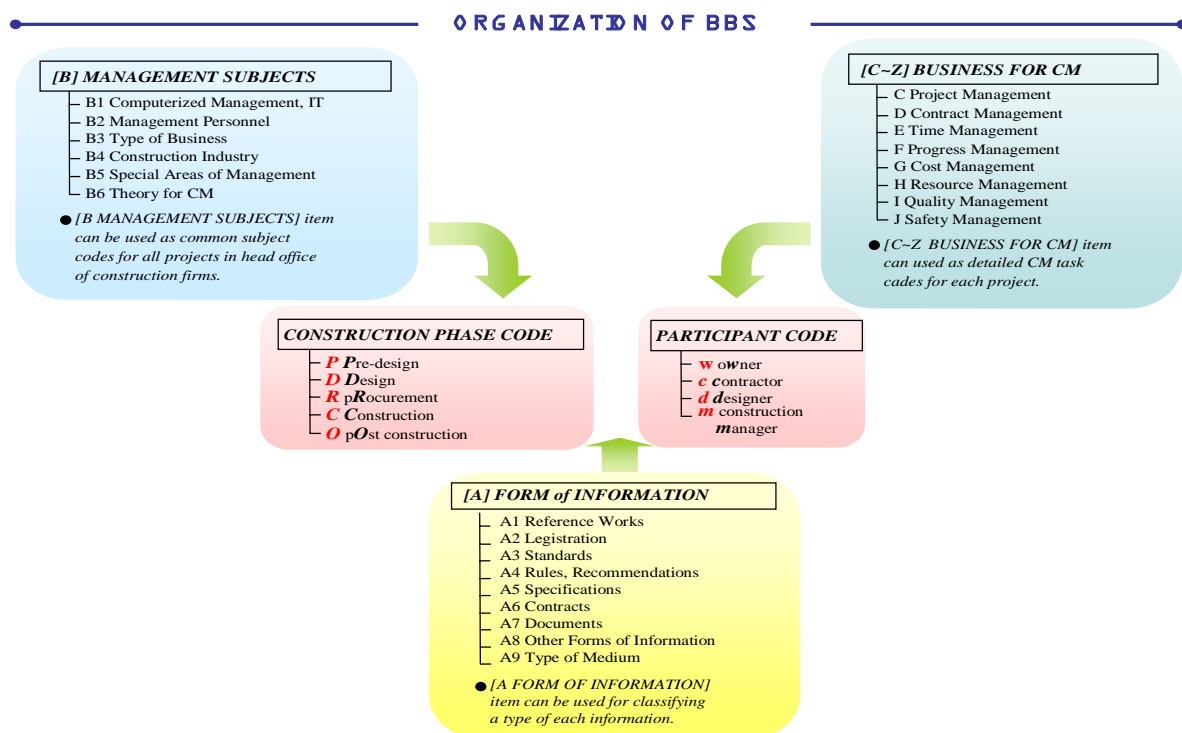 ORGANIZATION OF BBS
[B] MANAGEMENT SUBJECTS
B1 Computerized Management, IT
B2 Management Personnel
B3 Type of Business
B4 Construction Industry
B5 Special Areas of Management
B6 Theory for CM
● [B MANAGEMENT SUBJECTS] item
can be used as common subject
codes for all projects in head office
of construction firms.
[C~Z] BUSINESS FOR CM
C Project Management
D Contract Management
E Time Management
F Progress Management
G Cost Management
H Resource Management
I Quality Management
J Safety Management
● [C~Z BUSINESS FOR CM] item
can used as detailed CM task
cades for each project.
CONSTRUCTION PHASE CODE
P Pre-design
D Design
R pRocurement
C Construction
O pOst construction
PARTICIPANT CODE
w owner
c contractor
d designer
m construction
manager
[A] FORM of INFORMATION
A1 Reference Works
A2 Legistration
A3 Standards
A4 Rules, Recommendations
A5 Specifications
A6 Contracts
A7 Documents
A8 Other Forms of Information
A9 Type of Medium
● [A FORM OF INFORMATION]
item can be used for classifying
a type of each information.